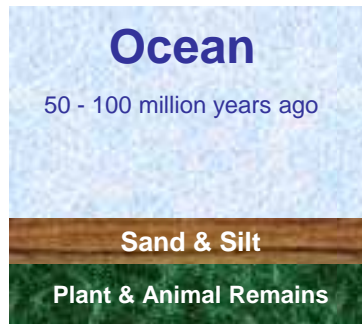 Ocean
50 - 100 million years ago
Sand & Silt
Plant & Animal Remains